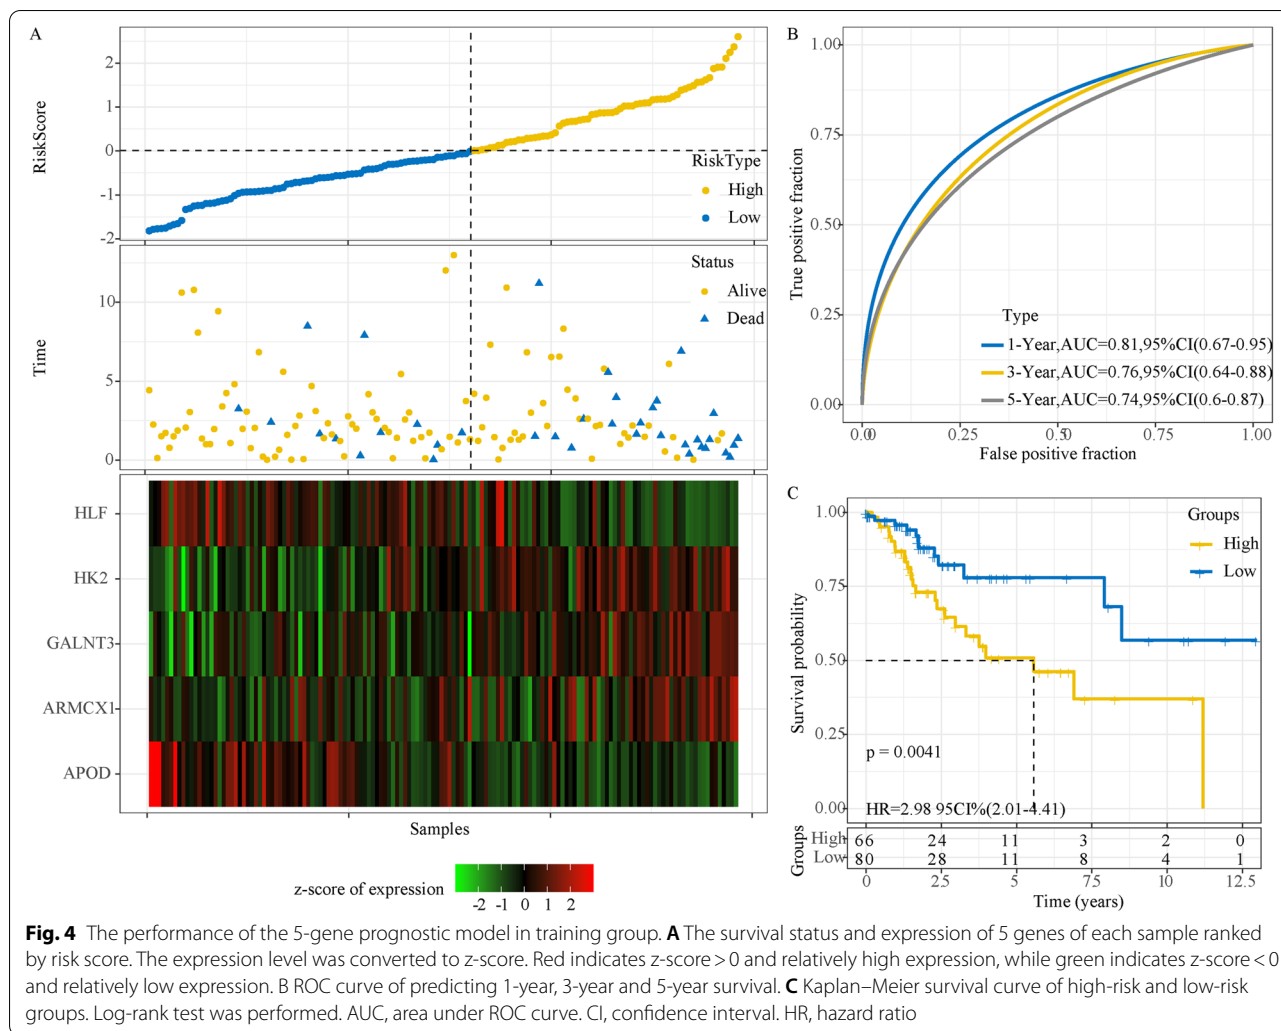 A
RiskScore
2
1
0
-1
-2
RiskType
High
Low
Time
10
5
0
Status
Alive
Dead
HLF
HK2
GALNT3
ARMCX1
APOD
Samples
z-score of expression
-2 -1 0 1 2
B
True positive fraction
1.00
0.75
0.50
0.25
0.00
Type
1-Year,AUC=0.81,95%CI(0.67-0.95)
3-Year,AUC=0.76,95%CI(0.64-0.88)
5-Year,AUC=0.74,95%CI(0.6-0.87)
0.00 0.25 0.50 0.75 1.00
False positive fraction
C
Survival probability
1.00
0.75
0.50
0.25
0.00
Groups
High
Low
p = 0.0041
HR=2.98 95CI%(2.01-4.41)
Groups
High 66 24 11 3 2 0
Low 80 28 11 8 4 1
0 2.5 5 7.5 10 12.5
Time (years)
Fig. 4 The performance of the 5-gene prognostic model in training group. A The survival status and expression of 5 genes of each sample ranked
by risk score. The expression level was converted to z-score. Red indicates z-score > 0 and relatively high expression, while green indicates z-score < 0
and relatively low expression. B ROC curve of predicting 1-year, 3-year and 5-year survival. C Kaplan–Meier survival curve of high-risk and low-risk
groups. Log-rank test was performed. AUC, area under ROC curve. CI, confidence interval. HR, hazard ratio